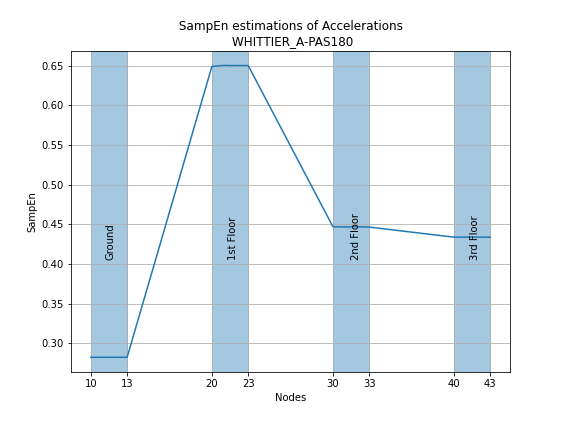 SampEn estimations of Accelerations
WHITTIER_A-PAS180
0.65
0.60
0.55
0.50
0.45
0.40
0.35
0.30
SampEn
Ground
1st Floor
2nd Floor
3rd Floor
10 13 20 23 30 33 40 43
Nodes